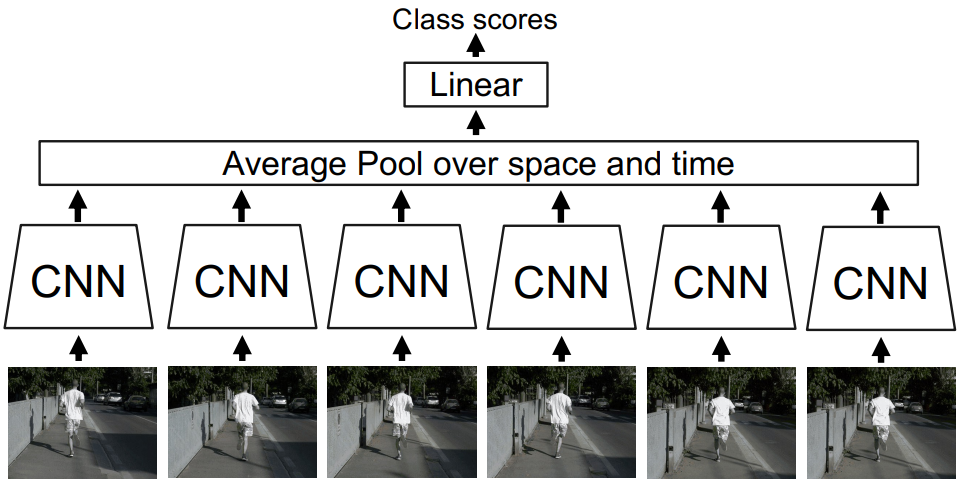 Class scores
Linear
Average Pool over space and time
CNN CNN CNN CNN CNN CNN